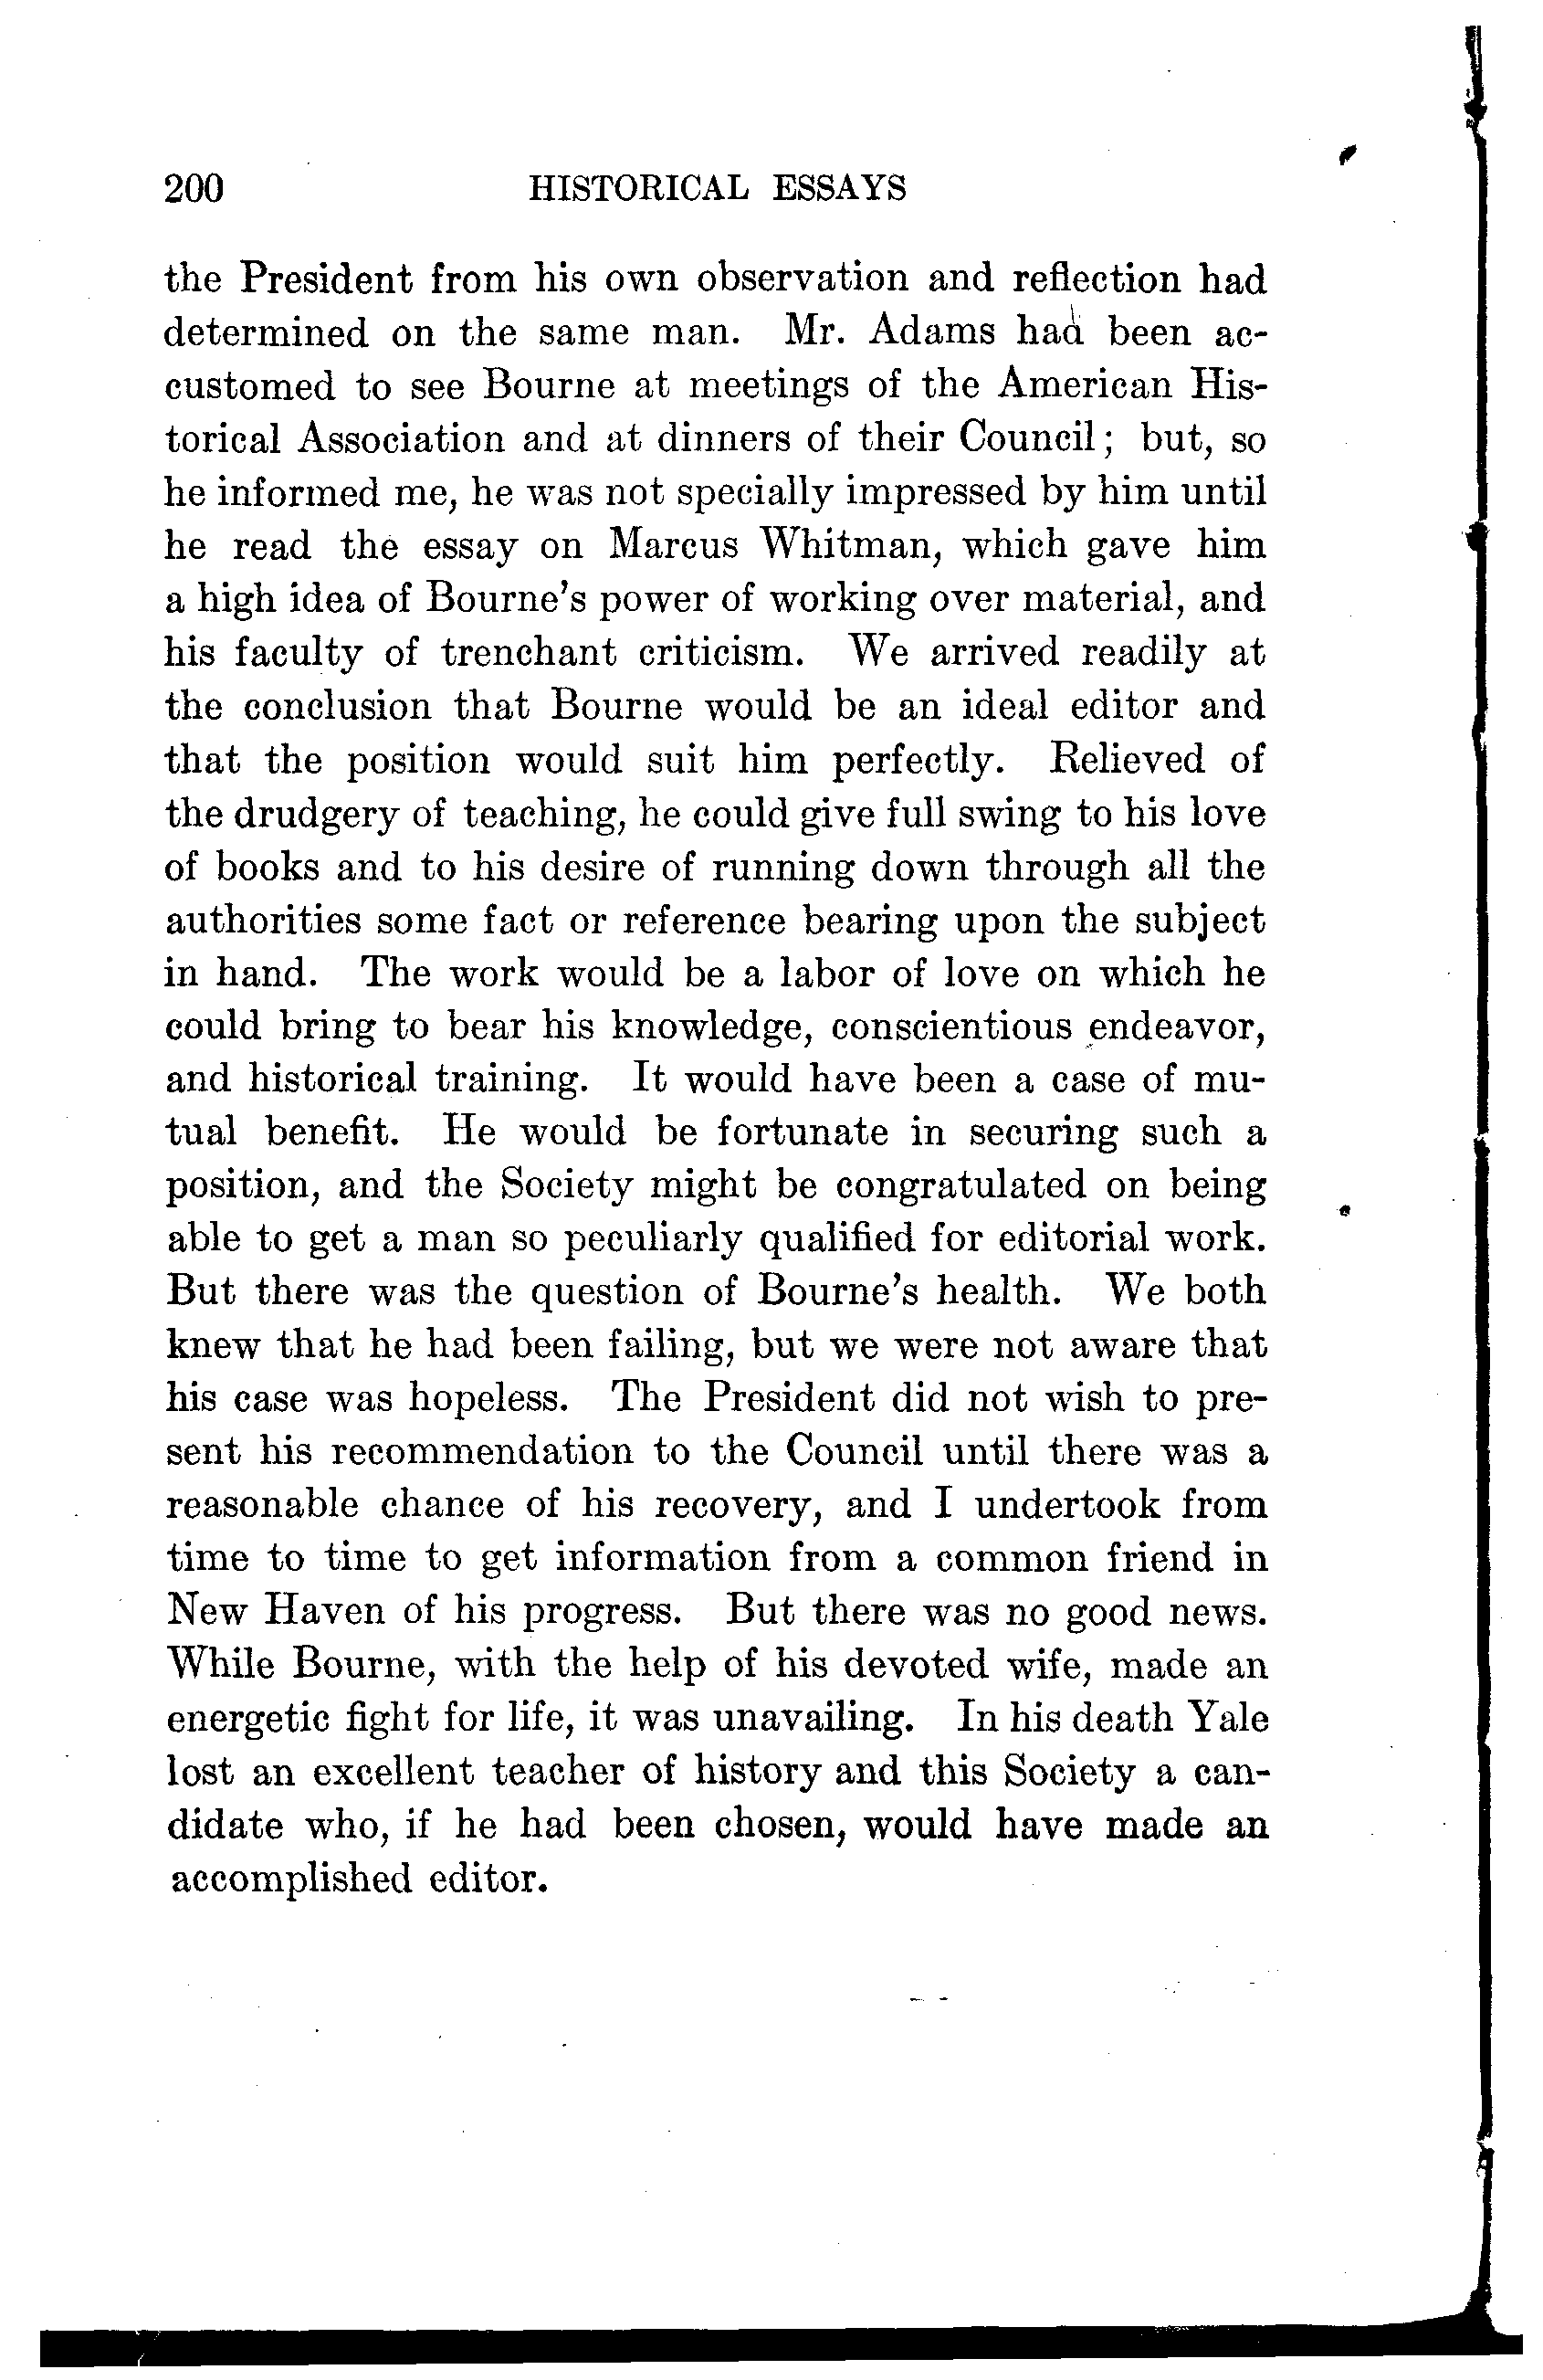 200 HISTORICAL ESSAYS
the President from his own observation and reflection had
determined on the same man. Mr. Adams had been ac-
customed to see Bourne at meetings of the American His-
torical Association and at dinners of their Council; but, so
he informed me, he was not specially impressed by him until
he read the essay on Marcus Whitman, which gave him
a high idea of Bourne's power of working over material, and
his faculty of trenchant criticism. We arrived readily at
the conclusion that Bourne would be an ideal editor and
that the position would suit him perfectly. Relieved of
the drudgery of teaching, he could give full swing to his love
of books and to his desire of running down through all the
authorities some fact or reference bearing upon the subject
in hand. The work would be a labor of love on which he
could bring to bear his knowledge, conscientious endeavor,
and historical training. It would have been a case of mu-
tual benefit. He would be fortunate in securing such a
position, and the Society might be congratulated on being
able to get a man so peculiarly qualified for editorial work.
But there was the question of Bourne's health. We both
knew that he had been failing, but we were not aware that
his case was hopeless. The President did not wish to pre-
sent his recommendation to the Council until there was a
reasonable chance of his recovery, and I undertook from
time to time to get information from a common friend in
New Haven of his progress. But there was no good news.
While Bourne, with the help of his devoted wife, made an
energetic fight for life, it was unavailing. In his death Yale
lost an excellent teacher of history and this Society a can-
didate who, if he had been chosen, would have made an
accomplished editor.